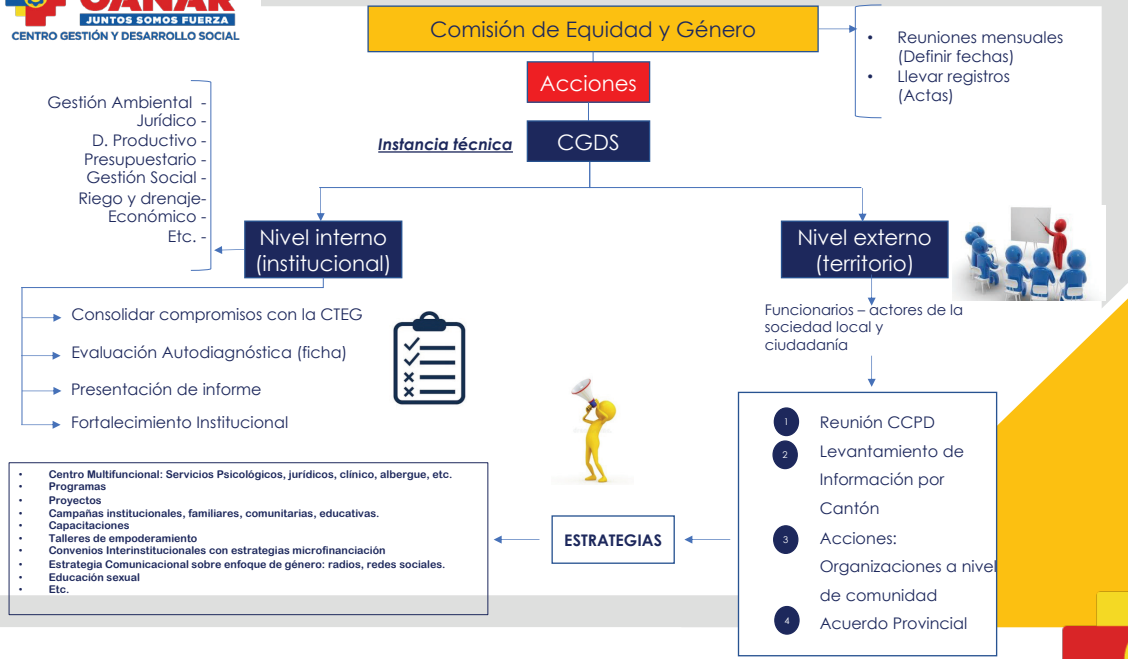 CAÑAR
JUNTOS SOMOS FUERZA
CENTRO GESTIÓN Y DESARROLLO SOCIAL
Comisión de Equidad y Género
• Reuniones mensuales
(Definir fechas)
• Llevar registros
(Actas)
Acciones
Instancia técnica
CGDS
Gestión Ambiental -
Jurídico -
D. Productivo -
Presupuestario -
Gestión Social -
Riego y drenaje-
Económico -
Etc. -
Nivel interno
(institucional)
Consolidar compromisos con la CTEG
Evaluación Autodiagnóstica (ficha)
Presentación de informe
Fortalecimiento Institucional
Nivel externo
(territorio)
Funcionarios – actores de la
sociedad local y
ciudadanía
1 Reunión CCPD
2 Levantamiento de
Información por
Cantón
3 Acciones:
Organizaciones a nivel
de comunidad
4 Acuerdo Provincial
ESTRATEGIAS
• Centro Multifuncional: Servicios Psicológicos, jurídicos, clínico, albergue, etc.
• Programas
• Proyectos
• Campañas institucionales, familiares, comunitarias, educativas.
• Capacitaciones
• Talleres de empoderamiento
• Convenios Interinstitucionales con estrategias microfinanciación
• Estrategia Comunicacional sobre enfoque de género: radios, redes sociales.
• Educación sexual
• Etc.